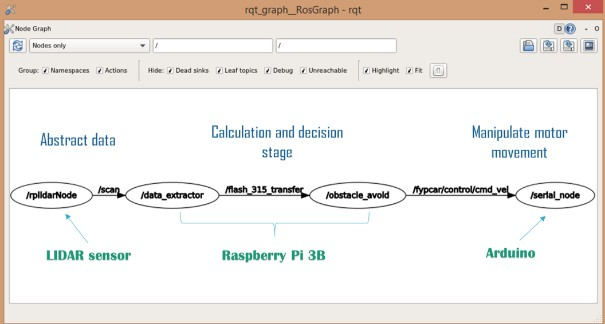 rqt_graph__RosGraph - rqt
Node Graph
D
- O
Nodes only
/
/
Group: Namespaces Actions Hide: Dead sinks Leaf topics Debug Unreachable Highlight Fit
Abstract data
Calculation and decision
stage
Manipulate motor
movement
/rplidarNode
/scan
/data_extractor
/flash_315_transfer
/obstacle_avoid
/fypcar/control/cmd_vel
/serial_node
LIDAR sensor
Raspberry Pi 3B
Arduino